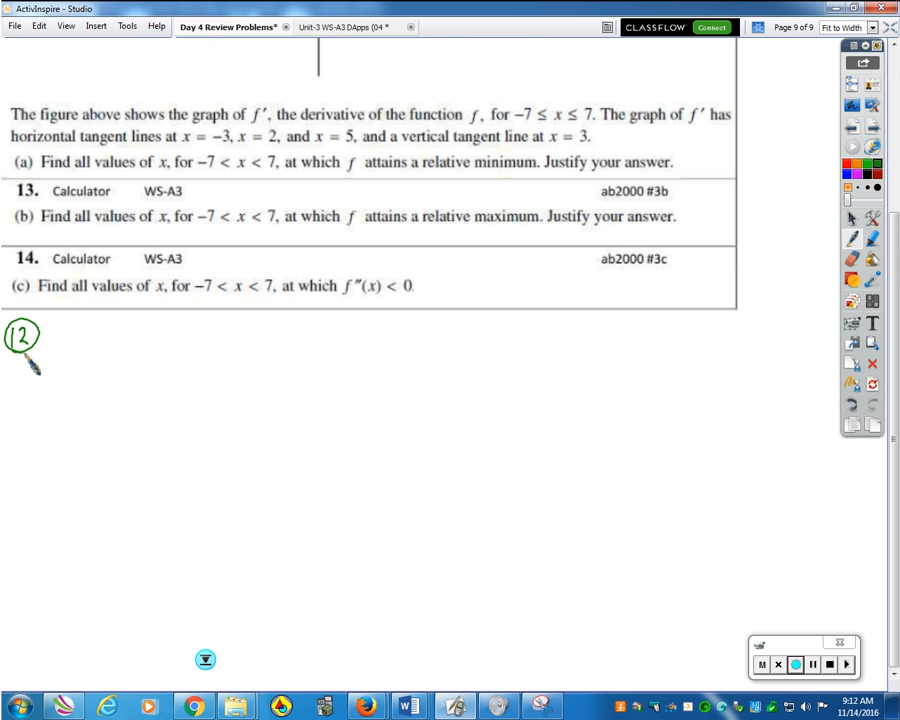 ActivInspire - Studio
File Edit View Insert Tools Help
Day 4 Review Problems*
Unit-3 WS-A3 DApps (04 *
CLASSFLOW Connect
Page 9 of 9
Fit to Width
The figure above shows the graph of f′, the derivative of the function f, for −7 ≤ x ≤ 7. The graph of f′ has
horizontal tangent lines at x = −3, x = 2, and x = 5, and a vertical tangent line at x = 3.
(a) Find all values of x, for −7 < x < 7, at which f attains a relative minimum. Justify your answer.
13. Calculator WS-A3 ab2000 #3b
(b) Find all values of x, for −7 < x < 7, at which f attains a relative maximum. Justify your answer.
14. Calculator WS-A3 ab2000 #3c
(c) Find all values of x, for −7 < x < 7, at which f″(x) < 0.
12
M
9:12 AM
11/14/2016